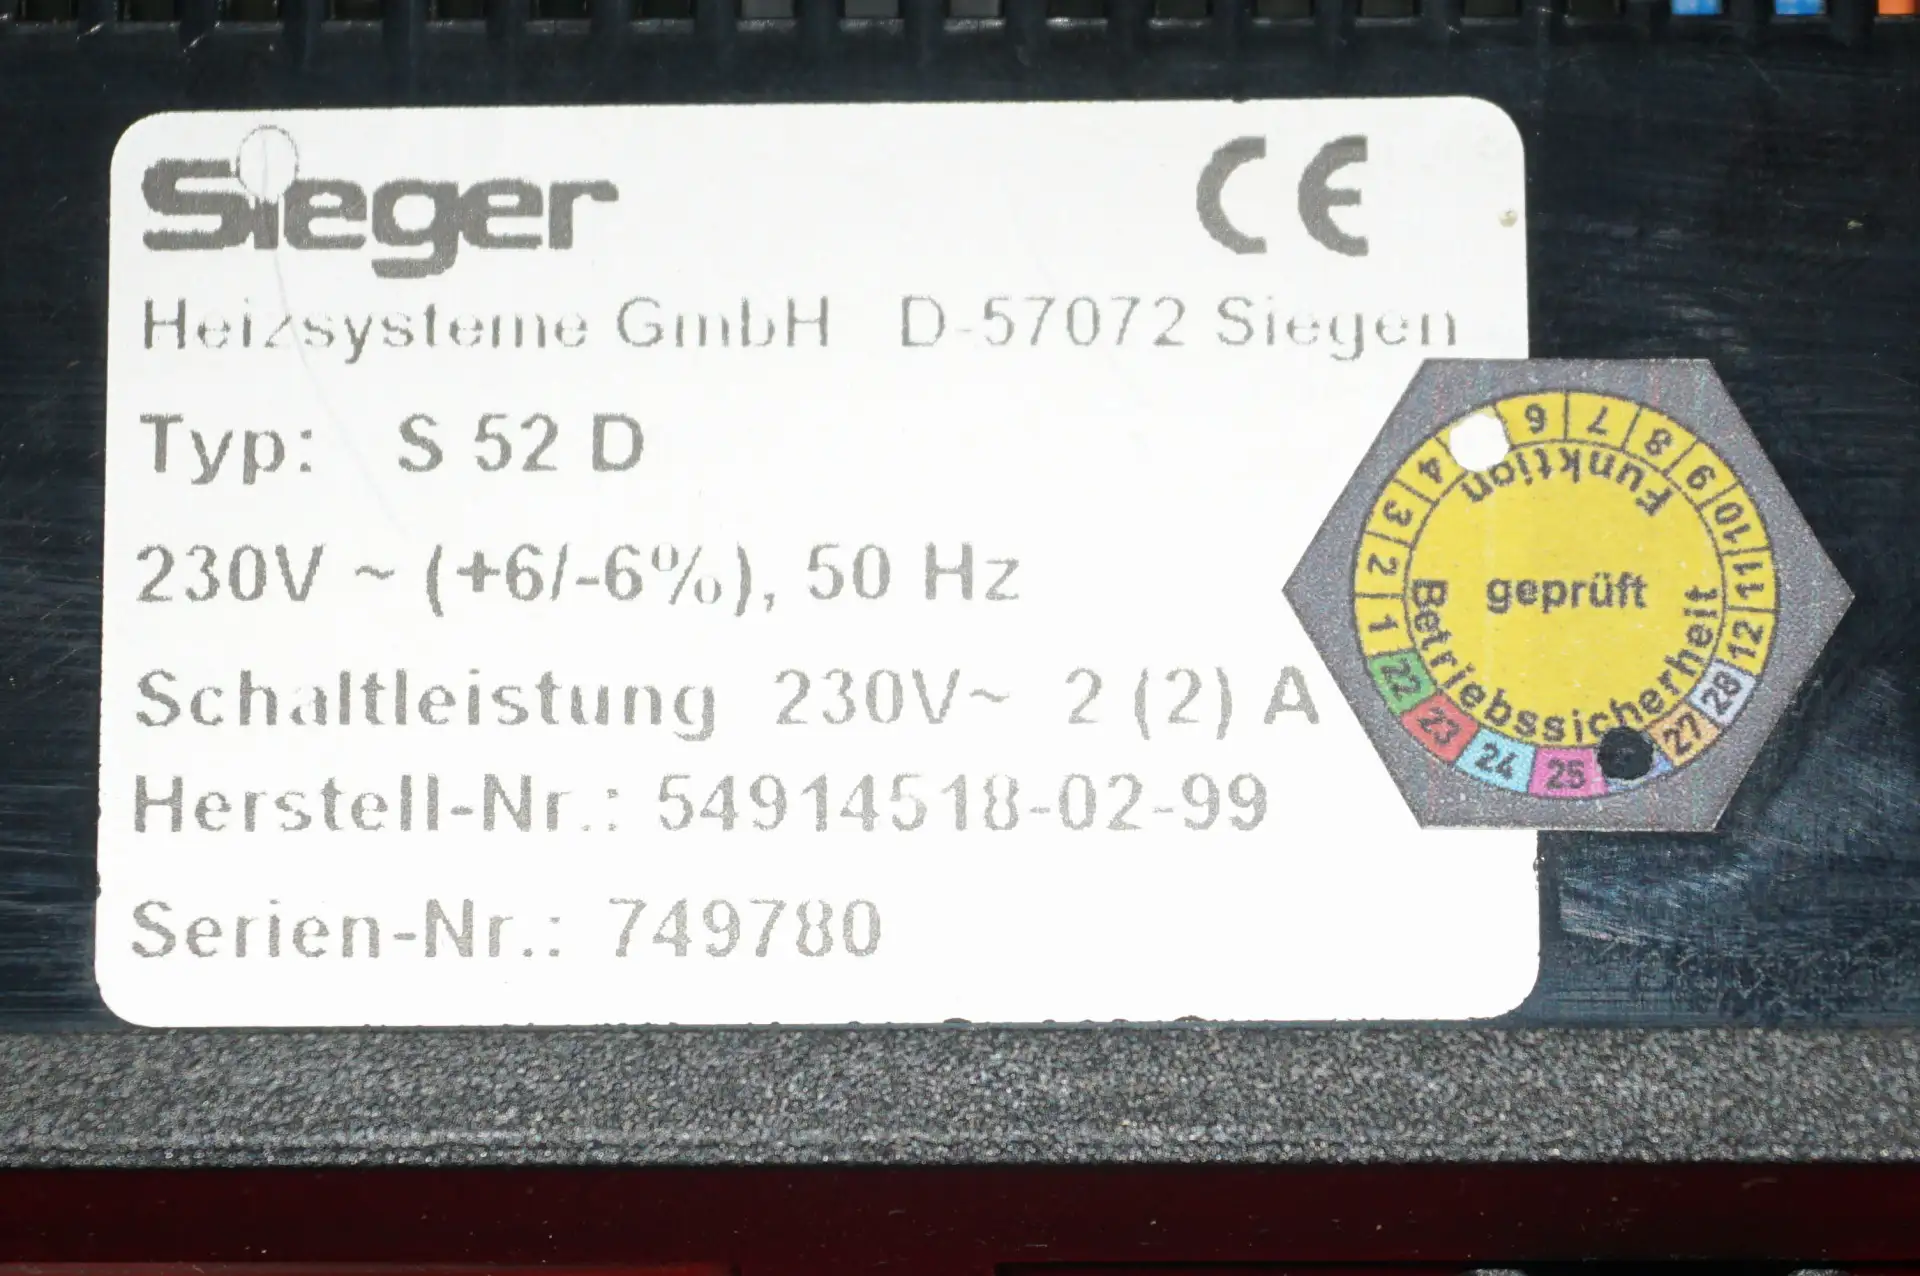 Sieger CE
Heizsysteme GmbH D-57072 Siegen
Typ: S 52 D
230V ~ (+6/-6%), 50 Hz
Schaltleistung 230V~ 2 (2) A
Herstell-Nr.: 54914518-02-99
Serien-Nr.: 749780
1 2 3 4 6 7 8 9 10 11 12
Funktion
geprüft
Betriebssicherheit
22 23 24 25 27 28